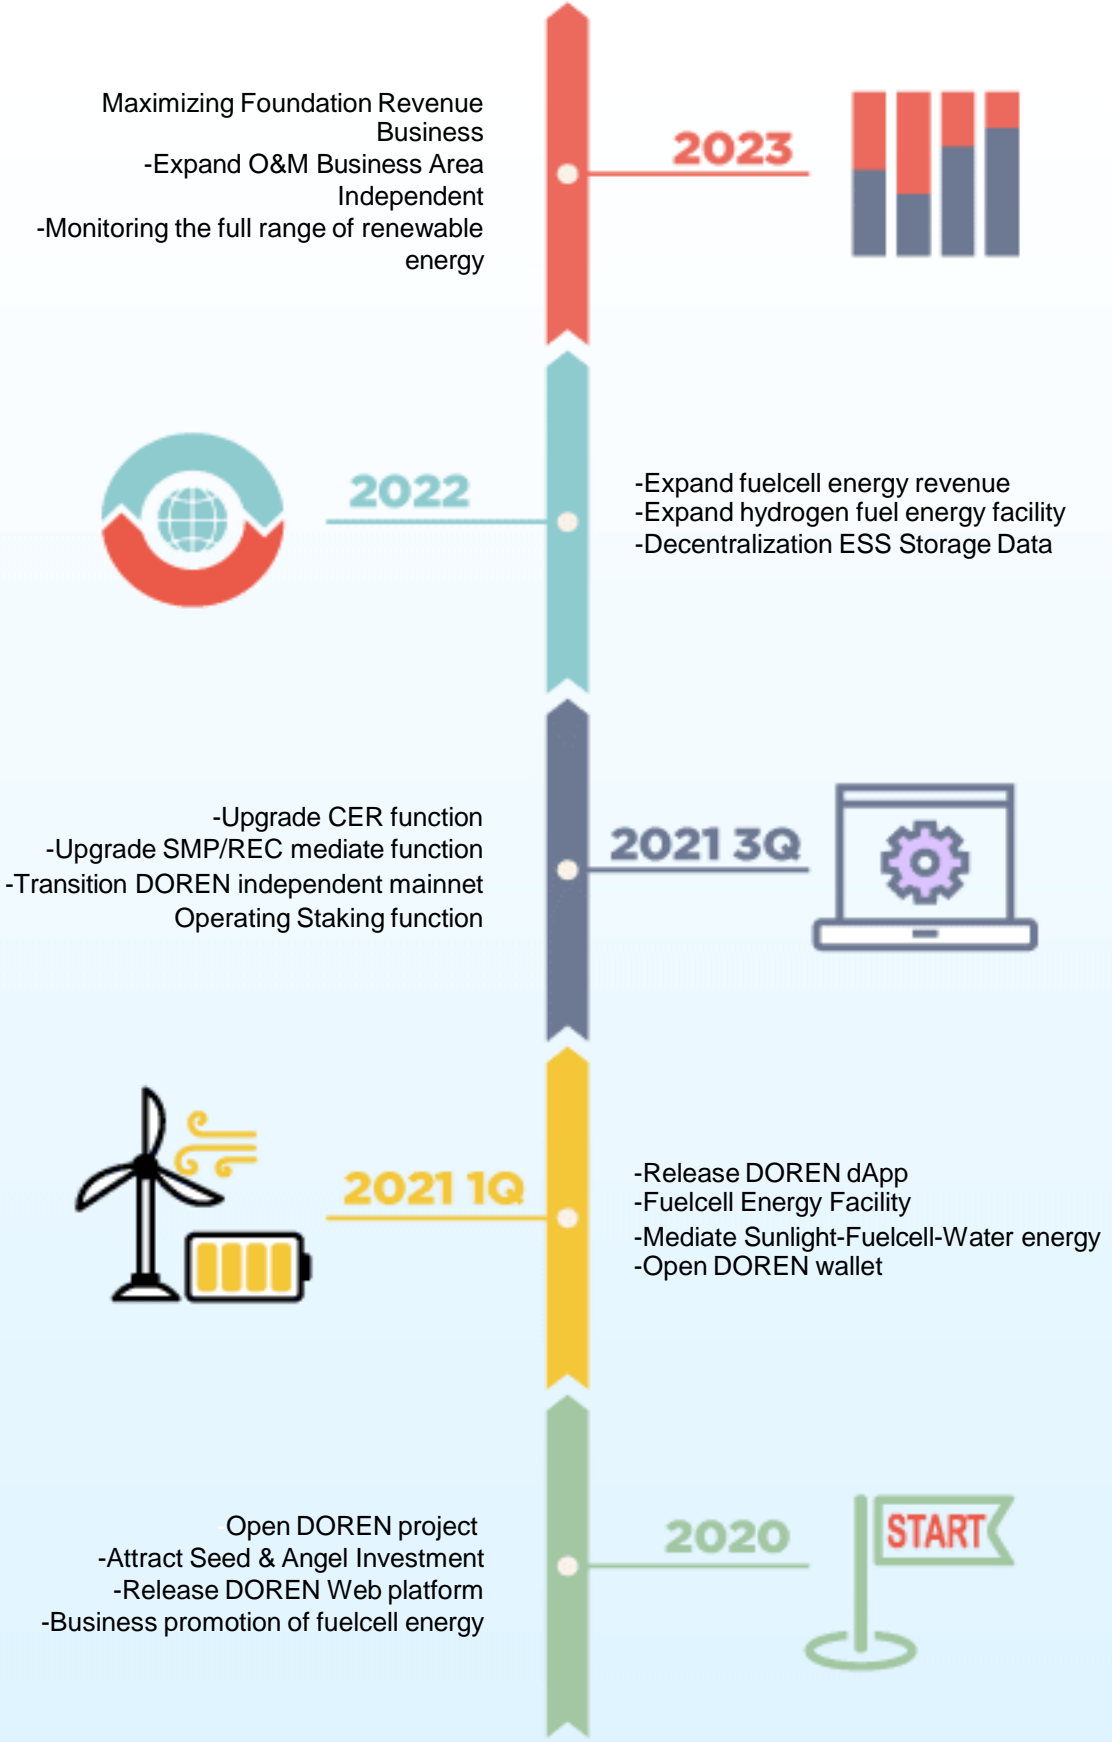 Maximizing Foundation Revenue
Business
-Expand O&M Business Area
Independent
-Monitoring the full range of renewable
energy
2023
2022
-Expand fuelcell energy revenue
-Expand hydrogen fuel energy facility
-Decentralization ESS Storage Data
-Upgrade CER function
-Upgrade SMP/REC mediate function
-Transition DOREN independent mainnet
Operating Staking function
2021 3Q
2021 1Q
-Release DOREN dApp
-Fuelcell Energy Facility
-Mediate Sunlight-Fuelcell-Water energy
-Open DOREN wallet
-Open DOREN project
-Attract Seed & Angel Investment
-Release DOREN Web platform
-Business promotion of fuelcell energy
2020
START